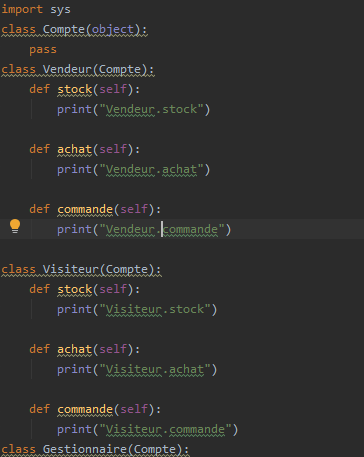 import sys
class Compte(object):
    pass
class Vendeur(Compte):
    def stock(self):
        print("Vendeur.stock")
    def achat(self):
        print("Vendeur.achat")
    def commande(self):
        print("Vendeur.commande")
class Visiteur(Compte):
    def stock(self):
        print("Visiteur.stock")
    def achat(self):
        print("Visiteur.achat")
    def commande(self):
        print("Visiteur.commande")
class Gestionnaire(Compte):